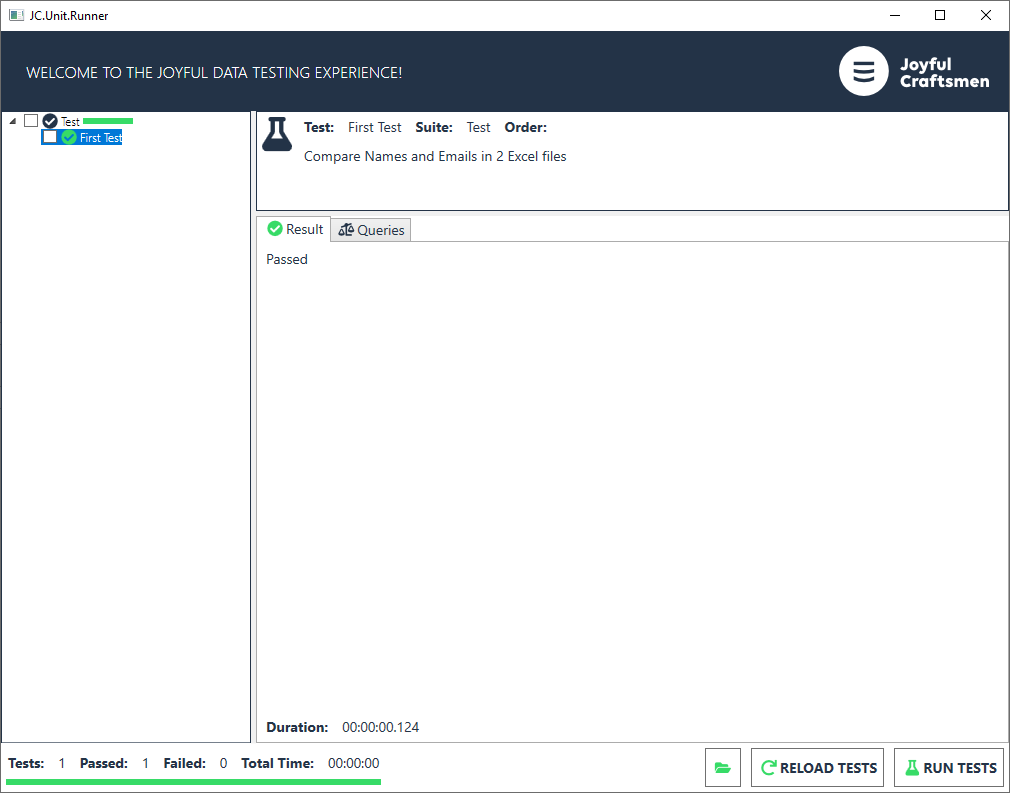 JC.Unit.Runner
WELCOME TO THE JOYFUL DATA TESTING EXPERIENCE!
Joyful
Craftsmen
Test
First Test
Test: First Test Suite: Test Order:
Compare Names and Emails in 2 Excel files
Result Queries
Passed
Duration: 00:00:00.124
Tests: 1 Passed: 1 Failed: 0 Total Time: 00:00:00
RELOAD TESTS RUN TESTS